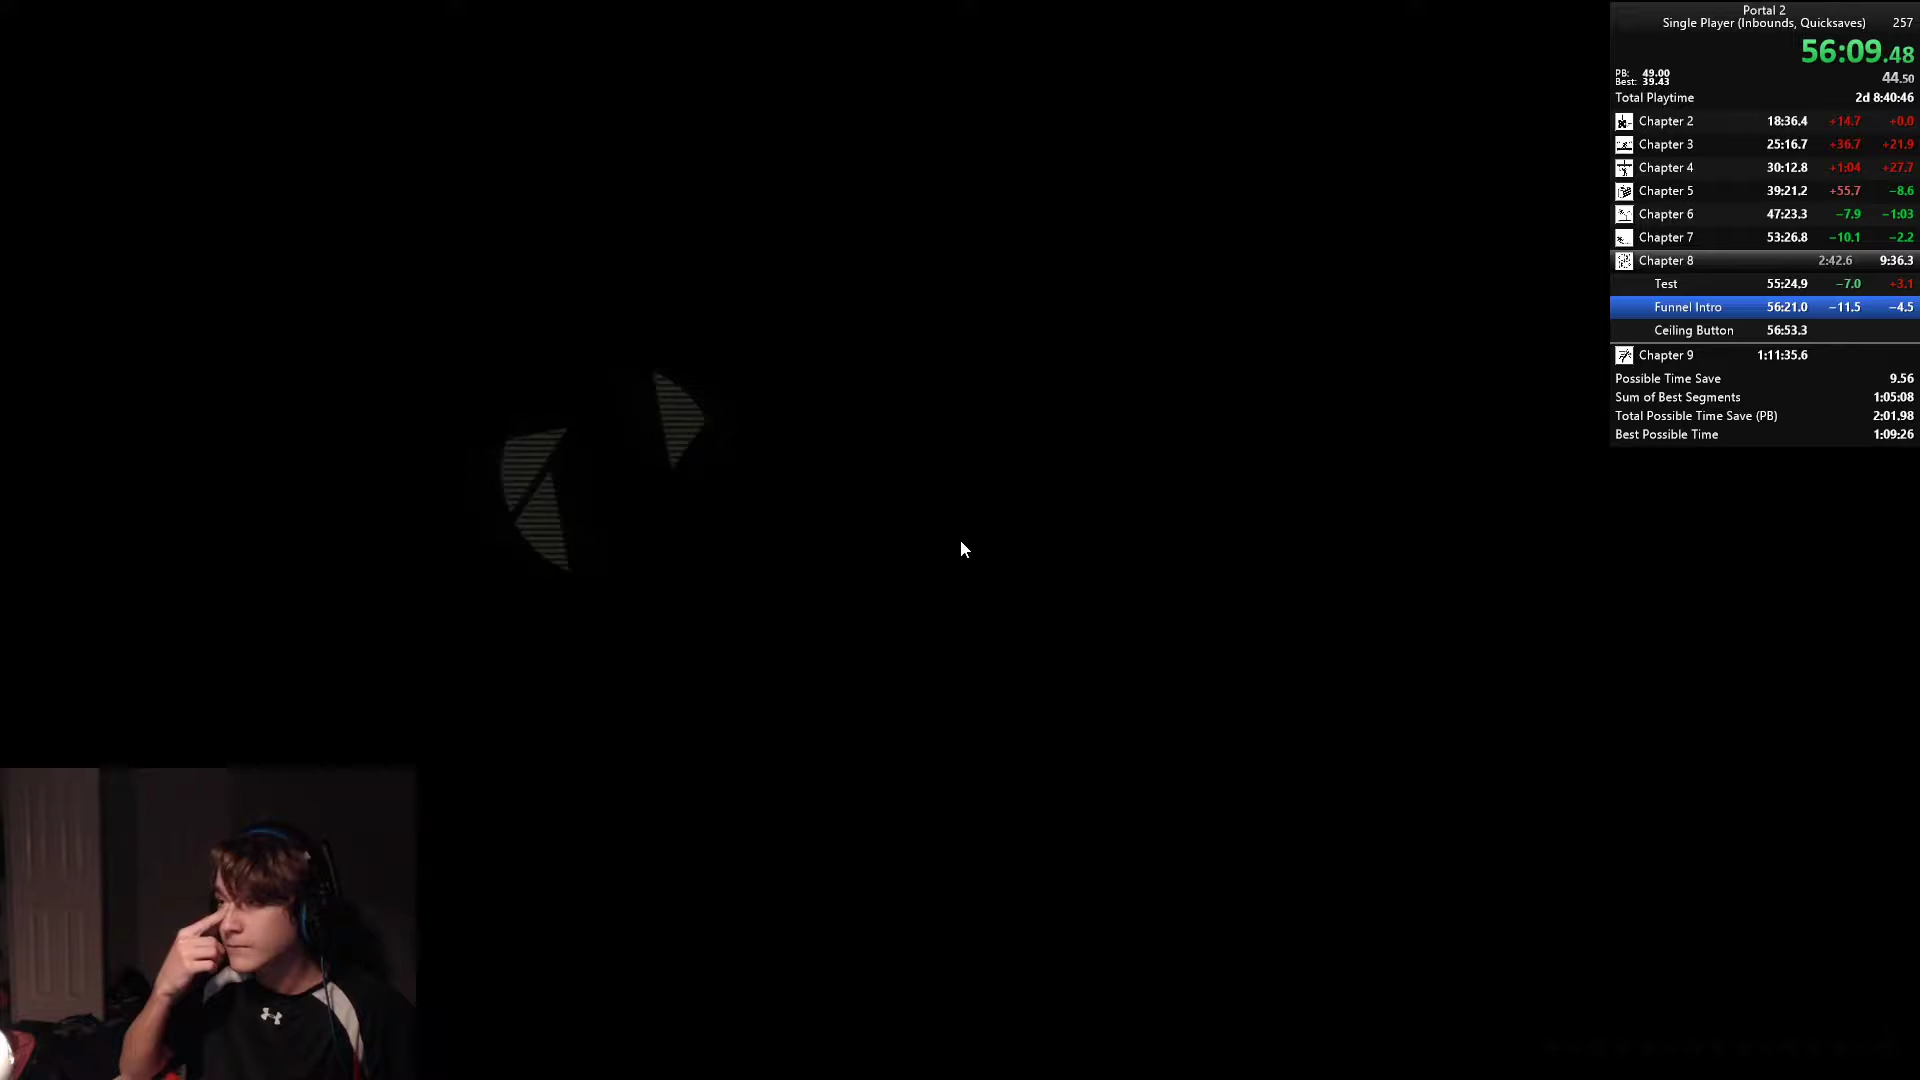 Portal 2
Single Player (Inbounds, Quicksaves) 257
56:09.48
PB: 49.00
Best: 39.43
44.50
Total Playtime 2d 8:40:46
Chapter 2 18:36.4 +14.7 +0.0
Chapter 3 25:16.7 +36.7 +21.9
Chapter 4 30:12.8 +1:04 +27.7
Chapter 5 39:21.2 +55.7 −8.6
Chapter 6 47:23.3 −7.9 −1:03
Chapter 7 53:26.8 −10.1 −2.2
Chapter 8 2:42.6 9:36.3
Test 55:24.9 −7.0 +3.1
Funnel Intro 56:21.0 −11.5 −4.5
Ceiling Button 56:53.3
Chapter 9 1:11:35.6
Possible Time Save 9.56
Sum of Best Segments 1:05:08
Total Possible Time Save (PB) 2:01.98
Best Possible Time 1:09:26